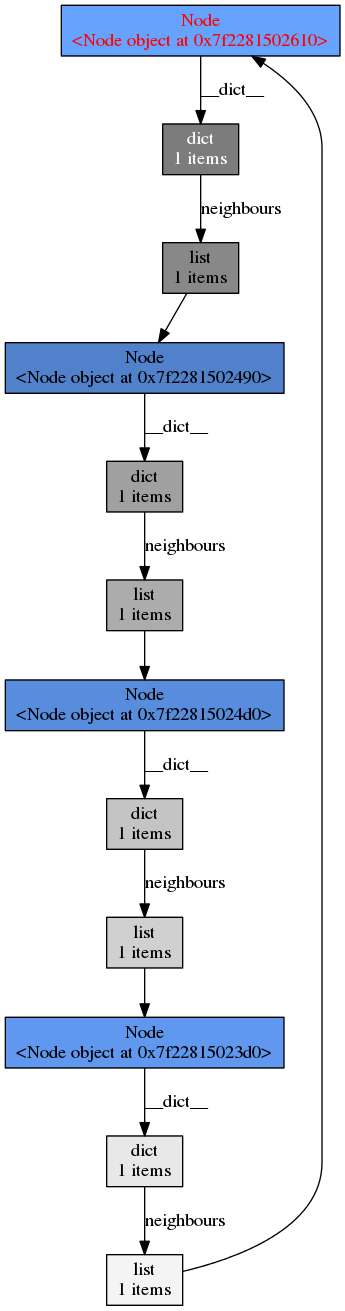 Node
<Node object at 0x7f2281502610>
__dict__
dict
1 items
neighbours
list
1 items
Node
<Node object at 0x7f2281502490>
__dict__
dict
1 items
neighbours
list
1 items
Node
<Node object at 0x7f22815024d0>
__dict__
dict
1 items
neighbours
list
1 items
Node
<Node object at 0x7f22815023d0>
__dict__
dict
1 items
neighbours
list
1 items